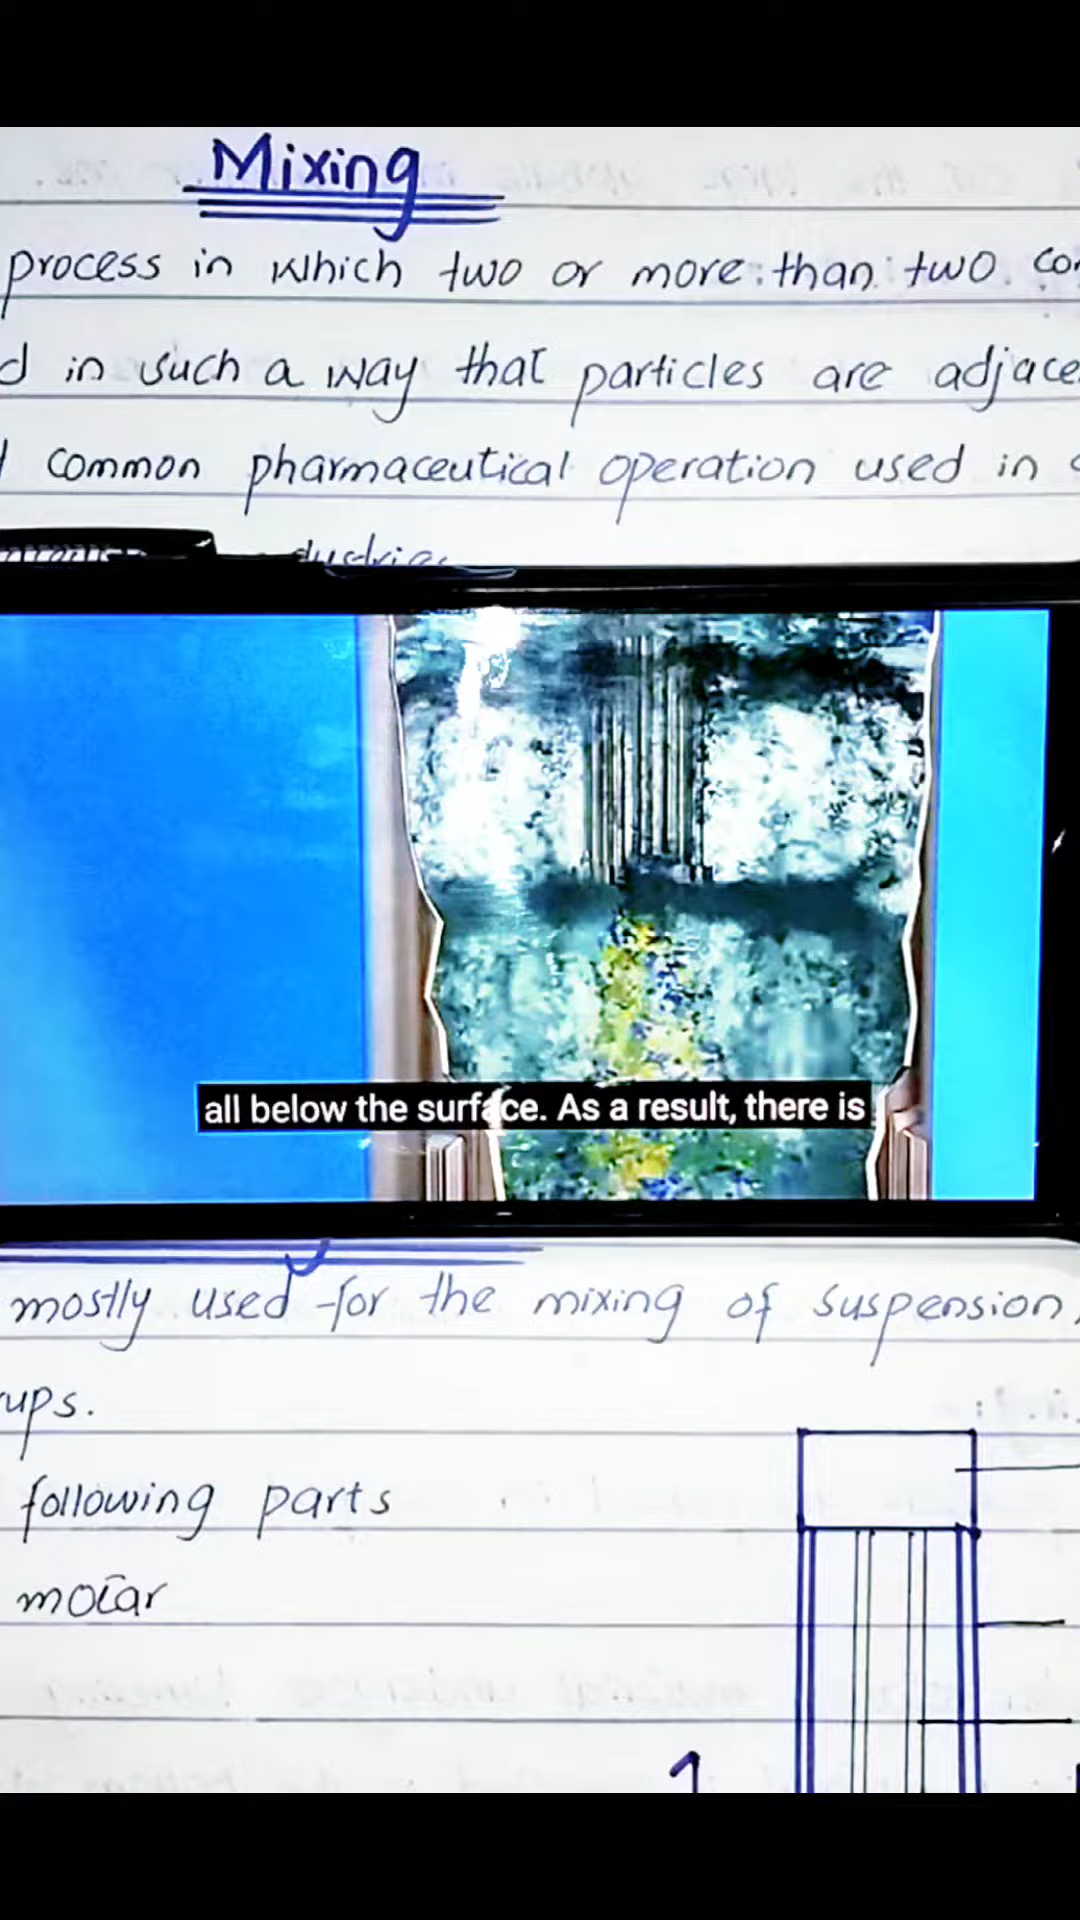 Mixing
process in which two or more than two
in such a way that particles are
common pharmaceutical operation used in
all below the surface. As a result, there is
mostly used for the mixing of suspension,
following parts
motar